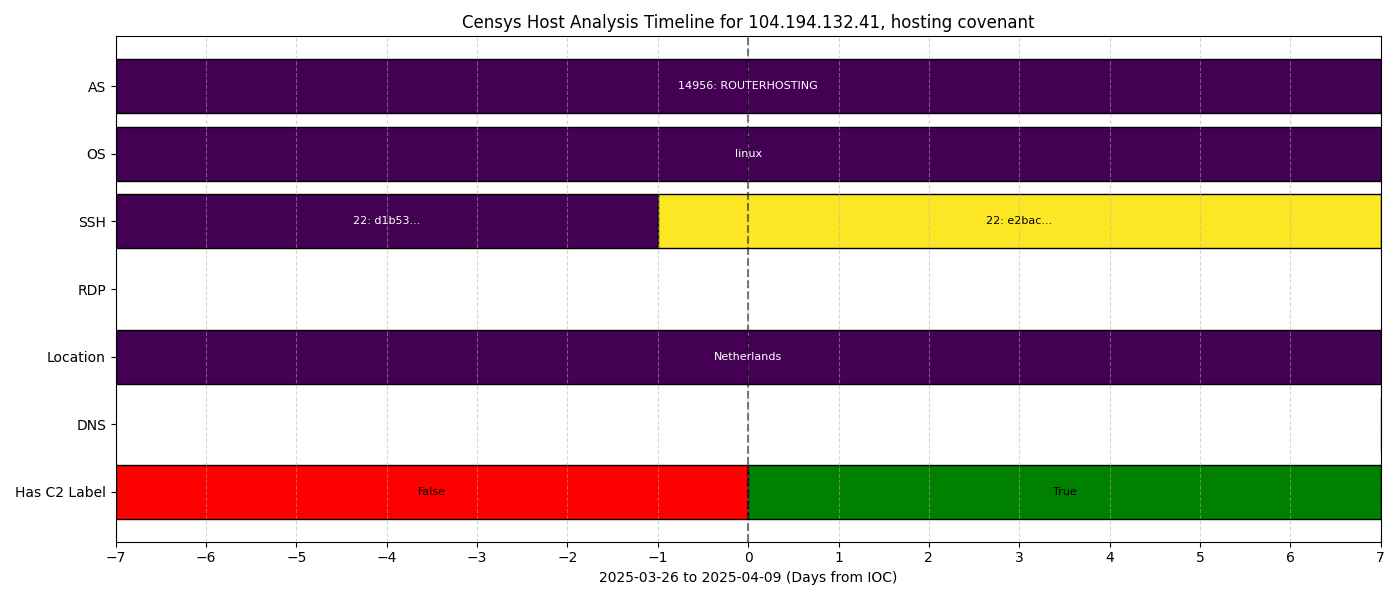 Censys Host Analysis Timeline for 104.194.132.41, hosting covenant
AS
14956: ROUTERHOSTING
OS
linux
SSH
22: d1b53...
22: e2bac...
RDP
Location
Netherlands
DNS
Has C2 Label
False
True
−7 −6 −5 −4 −3 −2 −1 0 1 2 3 4 5 6 7
2025-03-26 to 2025-04-09 (Days from IOC)